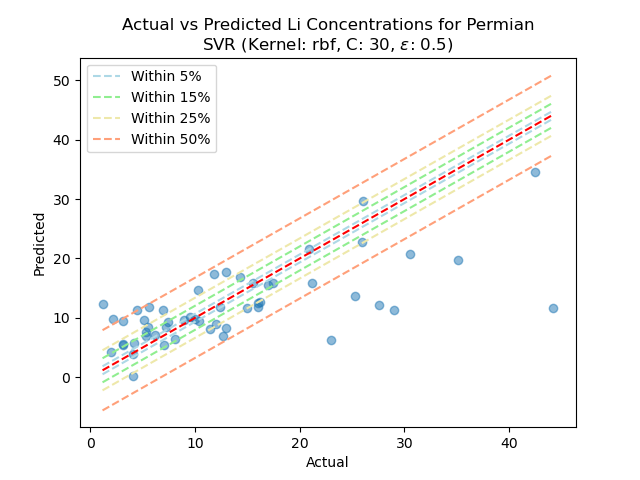 Actual vs Predicted Li Concentrations for Permian
SVR (Kernel: rbf, C: 30, ε: 0.5)
Within 5%
Within 15%
Within 25%
Within 50%
50
40
30
20
10
0
Predicted
0 10 20 30 40
Actual